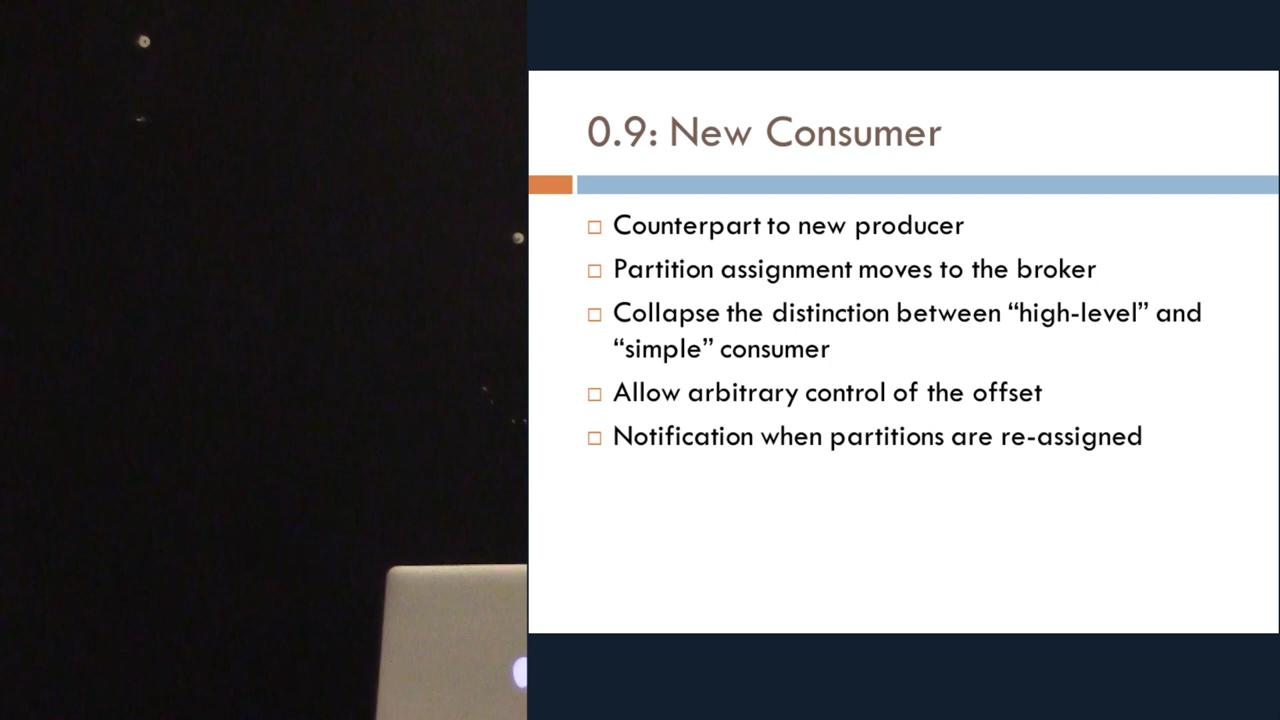 0.9: New Consumer
Counterpart to new producer
Partition assignment moves to the broker
Collapse the distinction between “high-level” and
“simple” consumer
Allow arbitrary control of the offset
Notification when partitions are re-assigned